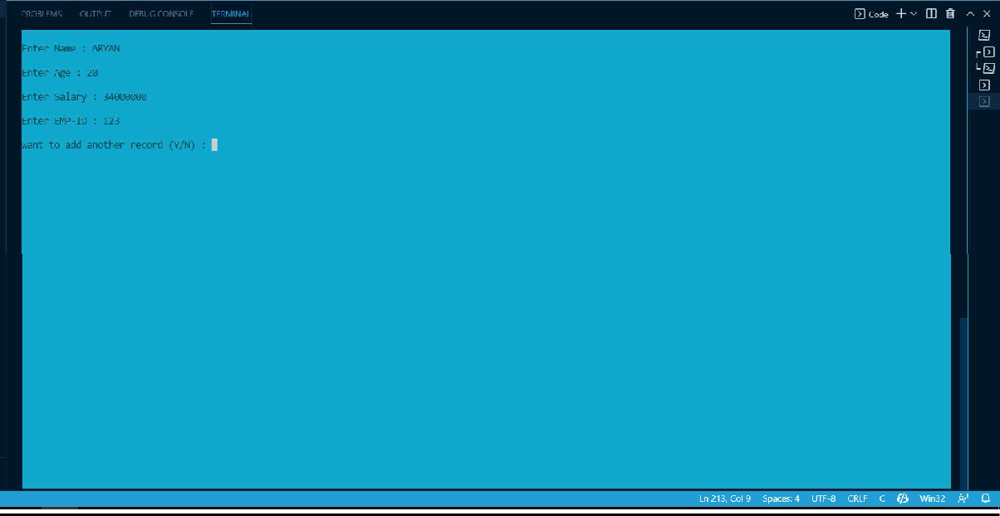 PROBLEMS OUTPUT DEBUG CONSOLE TERMINAL Code
Enter Name : ARYAN
Enter Age : 20
Enter Salary : 34000000
Enter EMP-ID : 123
want to add another record (Y/N) :
Ln 213, Col 9 Spaces: 4 UTF-8 CRLF C Win32